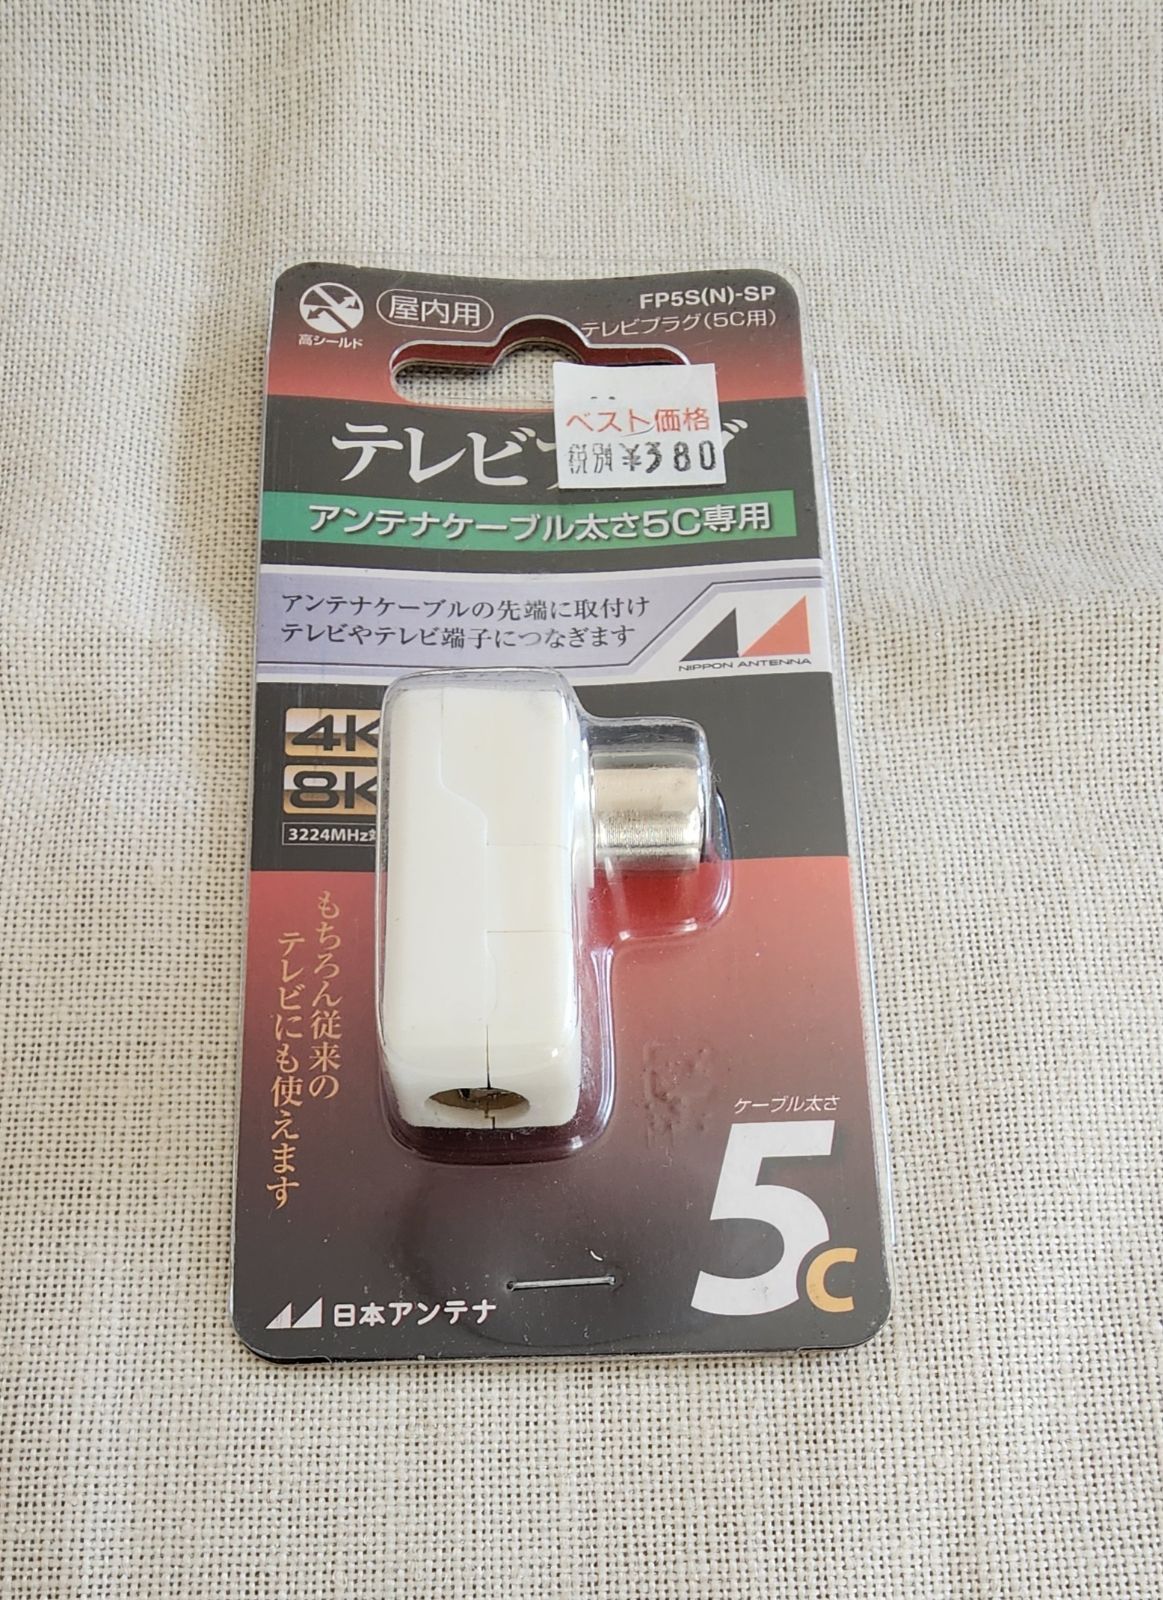 屋内用
高シールド
FP5S(N)-SP
テレビプラグ(5C用)
ベスト価格
税別 ¥380
テレビプラグ
アンテナケーブル太さ5C専用
アンテナケーブルの先端に取付け
テレビやテレビ端子につなぎます
NIPPON ANTENNA
4K
8K
3224MHz
もちろん従来の
テレビにも使えます
ケーブル太さ
5C
日本アンテナ